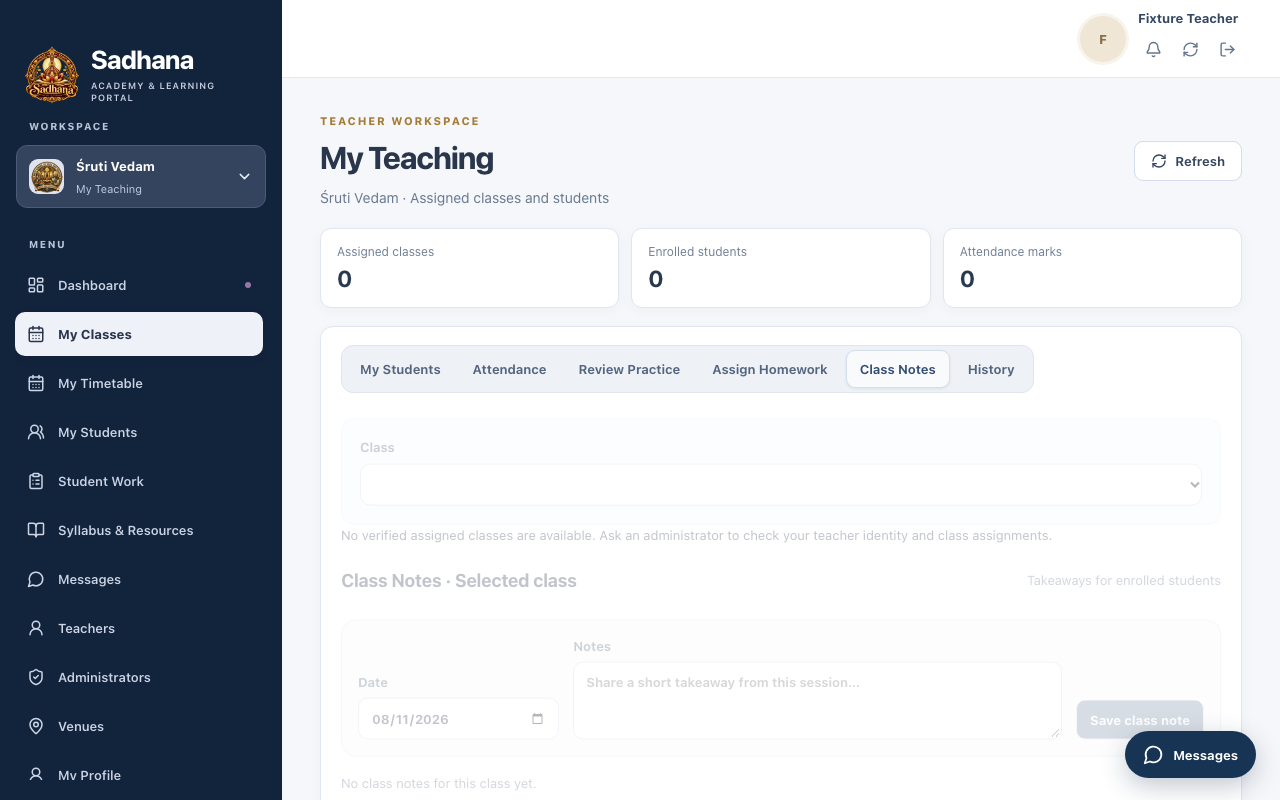 Sadhana
ACADEMY & LEARNING
PORTAL
Sadhana
WORKSPACE
Śruti Vedam
My Teaching
MENU
Dashboard
My Classes
My Timetable
My Students
Student Work
Syllabus & Resources
Messages
Teachers
Administrators
Venues
My Profile
F
Fixture Teacher
TEACHER WORKSPACE
My Teaching
Śruti Vedam · Assigned classes and students
Refresh
Assigned classes
0
Enrolled students
0
Attendance marks
0
My Students
Attendance
Review Practice
Assign Homework
Class Notes
History
Class
No verified assigned classes are available. Ask an administrator to check your teacher identity and class assignments.
Class Notes · Selected class
Takeaways for enrolled students
Date
08/11/2026
Notes
Share a short takeaway from this session...
Save class note
No class notes for this class yet.
Messages